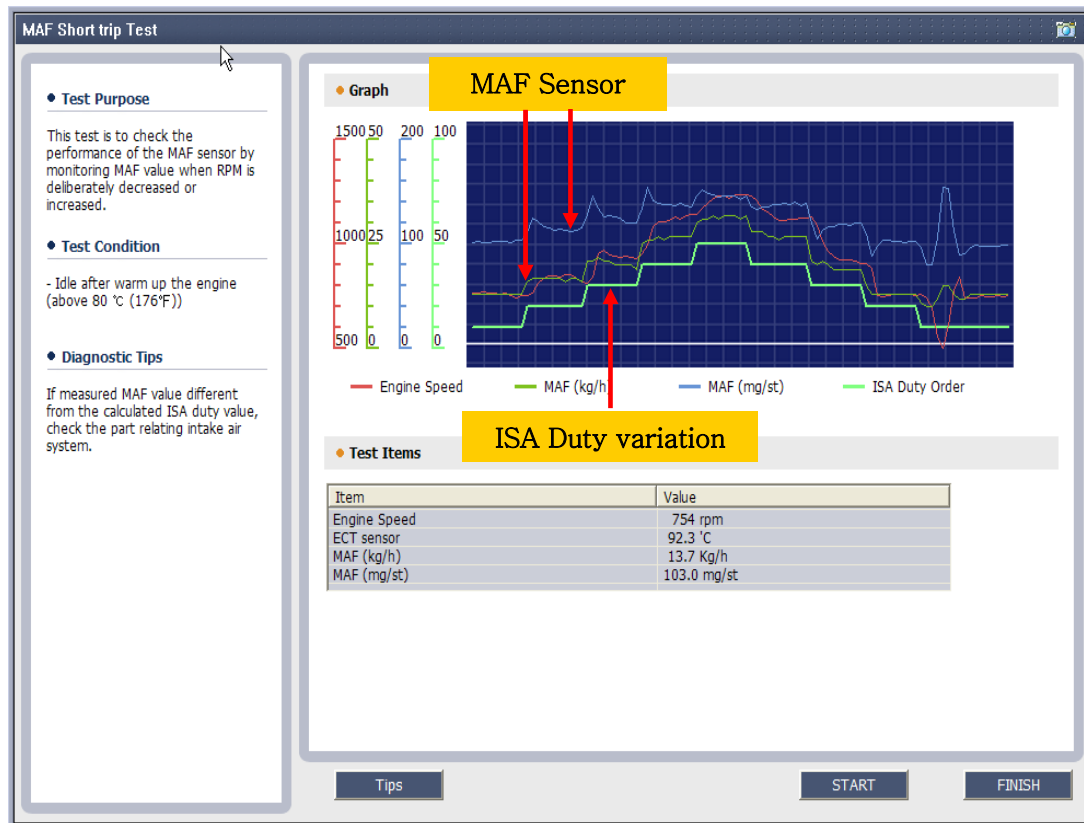 MAF Short trip Test
Test Purpose
This test is to check the
performance of the MAF sensor by
monitoring MAF value when RPM is
deliberately decreased or
increased.
Test Condition
- Idle after warm up the engine
(above 80 ℃ (176℉))
Diagnostic Tips
If measured MAF value different
from the calculated ISA duty value,
check the part relating intake air
system.
Graph
MAF Sensor
1500 50 200 100
1000 25 100 50
500 0 0 0
Engine Speed MAF (kg/h) MAF (mg/st) ISA Duty Order
ISA Duty variation
Test Items
Item Value
Engine Speed 754 rpm
ECT sensor 92.3 'C
MAF (kg/h) 13.7 Kg/h
MAF (mg/st) 103.0 mg/st
Tips START FINISH